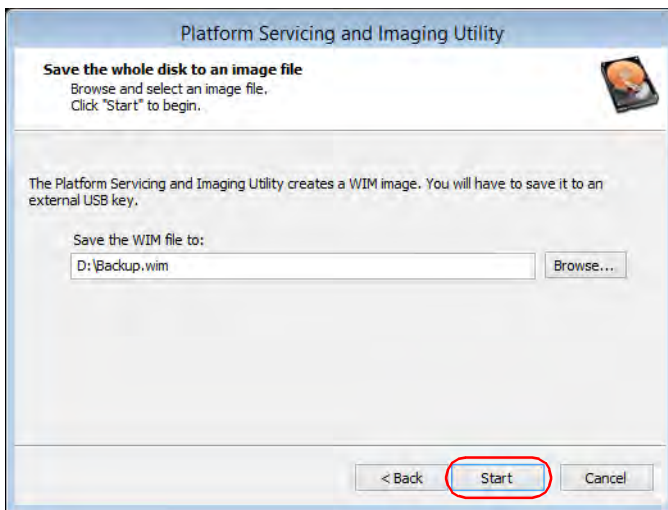 Platform Servicing and Imaging Utility
Save the whole disk to an image file
Browse and select an image file.
Click "Start" to begin.
The Platform Servicing and Imaging Utility creates a WIM image. You will have to save it to an
external USB key.
Save the WIM file to:
D:\Backup.wim
Browse...
< Back
Start
Cancel